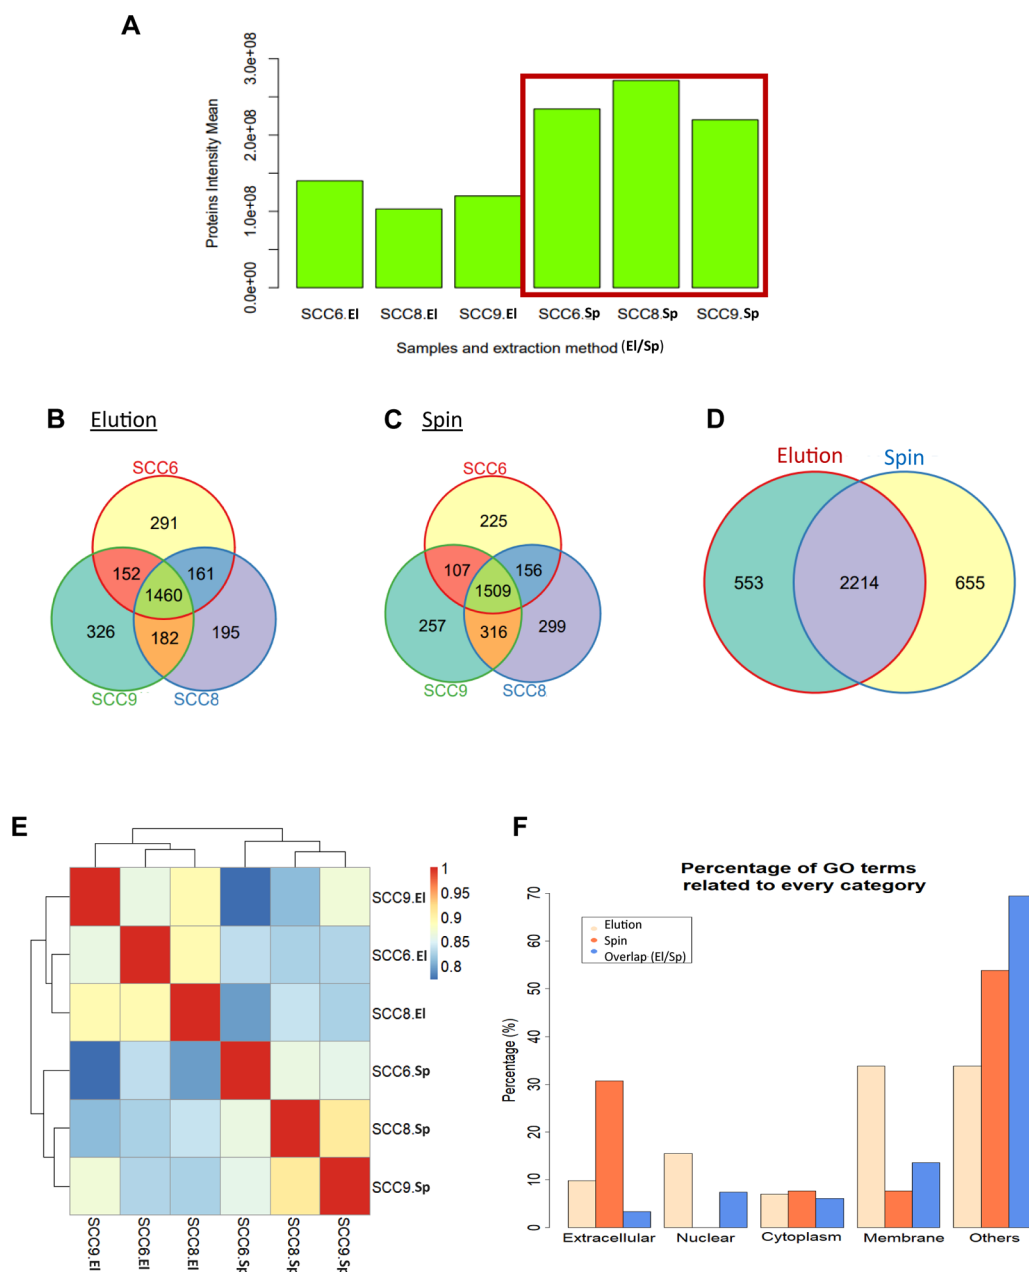 A
Proteins Intensity Mean
3.0e+08
2.0e+08
1.0e+08
0.0e+00
SCC6.El SCC8.El SCC9.El SCC6.Sp SCC8.Sp SCC9.Sp
Samples and extraction method (El/Sp)
B Elution
SCC6
291
152 161
1460
326 182 195
SCC9 SCC8
C Spin
SCC6
225
107 156
1509
257 316 299
SCC9 SCC8
D
Elution Spin
553 2214 655
E
1
0.95
0.9
0.85
0.8
SCC9.El
SCC6.El
SCC8.El
SCC6.Sp
SCC8.Sp
SCC9.Sp
SCC9.El SCC6.El SCC8.El SCC6.Sp SCC8.Sp SCC9.Sp
F
Percentage of GO terms
related to every category
Percentage (%)
70
60
50
40
30
20
10
0
Elution
Spin
Overlap (El/Sp)
Extracellular Nuclear Cytoplasm Membrane Others